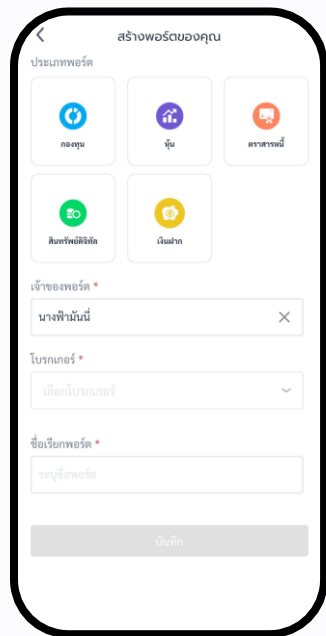 สร้างพอร์ตของคุณ
ประเภทพอร์ต
กองทุน
หุ้น
ตราสารหนี้
สินทรัพย์ดิจิทัล
เงินฝาก
เจ้าของพอร์ต *
นางฟ้ามันนี่
โบรกเกอร์ *
เลือกโบรกเกอร์
ชื่อเรียกพอร์ต *
ระบุชื่อพอร์ต
บันทึก